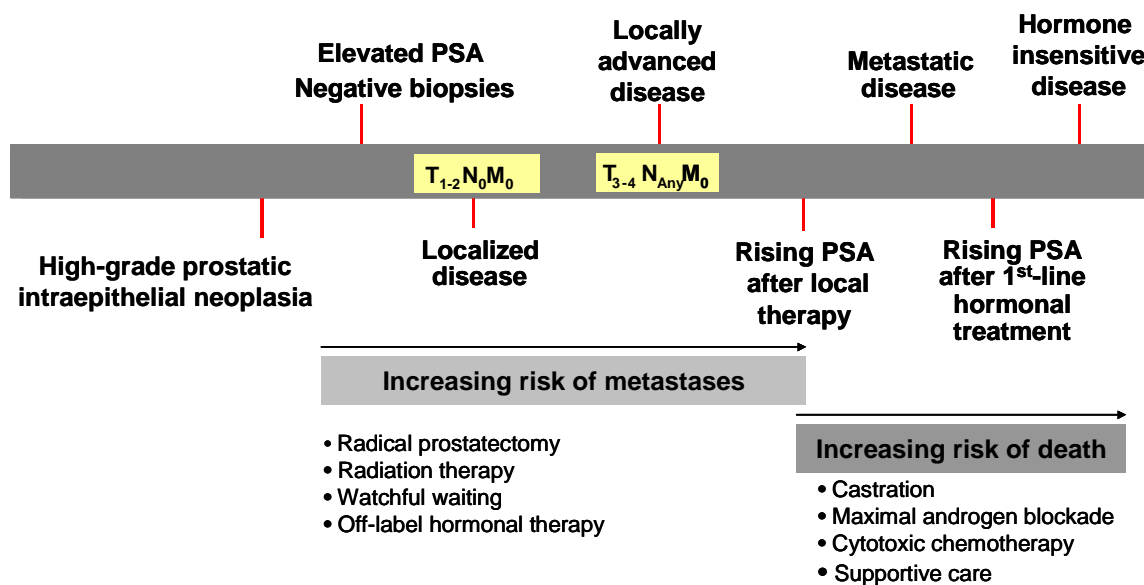 Elevated PSA
Negative biopsies
Locally
advanced
disease
Metastatic
disease
Hormone
insensitive
disease
T1-2 N0M0
T3-4 NAnyM0
High-grade prostatic
intraepithelial neoplasia
Localized
disease
Rising PSA
after local
therapy
Rising PSA
after 1st-line
hormonal
treatment
Increasing risk of metastases
• Radical prostatectomy
• Radiation therapy
• Watchful waiting
• Off-label hormonal therapy
Increasing risk of death
• Castration
• Maximal androgen blockade
• Cytotoxic chemotherapy
• Supportive care